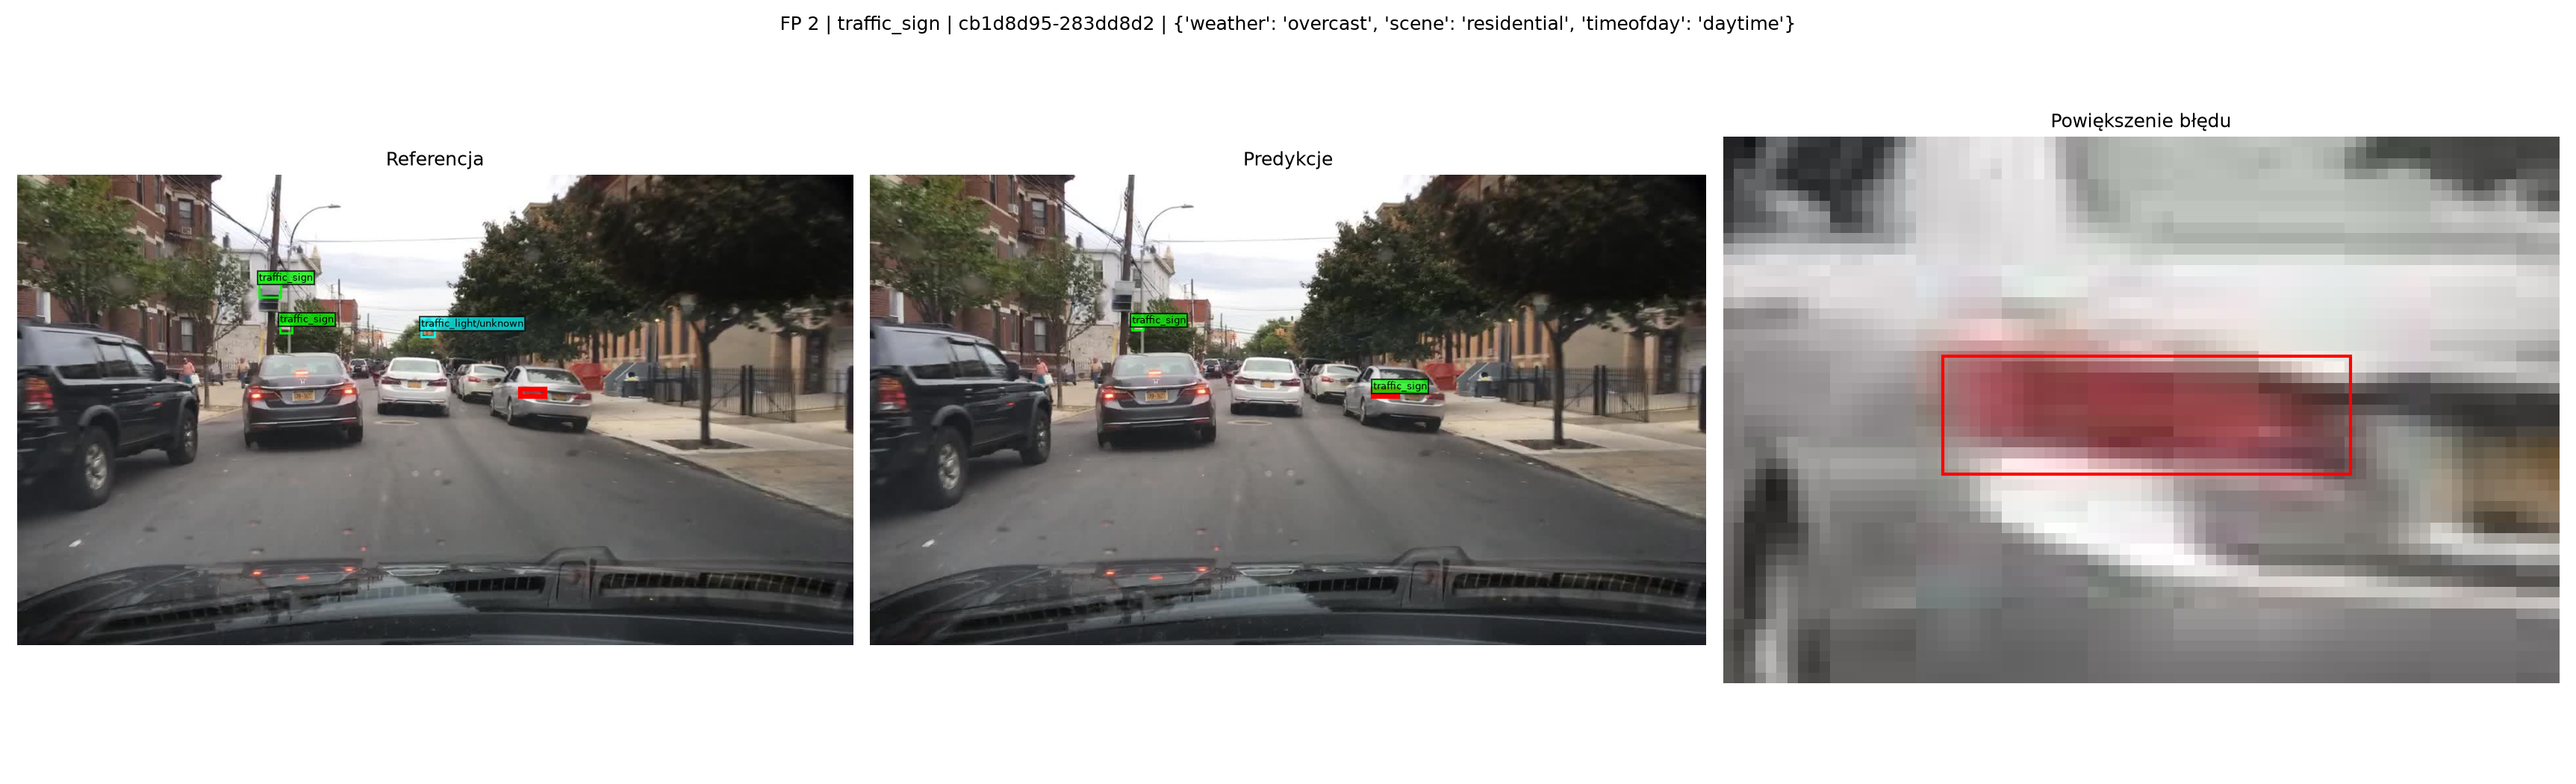 FP 2 | traffic_sign | cb1d8d95-283dd8d2 | {'weather': 'overcast', 'scene': 'residential', 'timeofday': 'daytime'}
Referencja
Predykcje
Powiększenie błędu
traffic_sign
traffic_sign
traffic_light/unknown
traffic_sign
traffic_sign